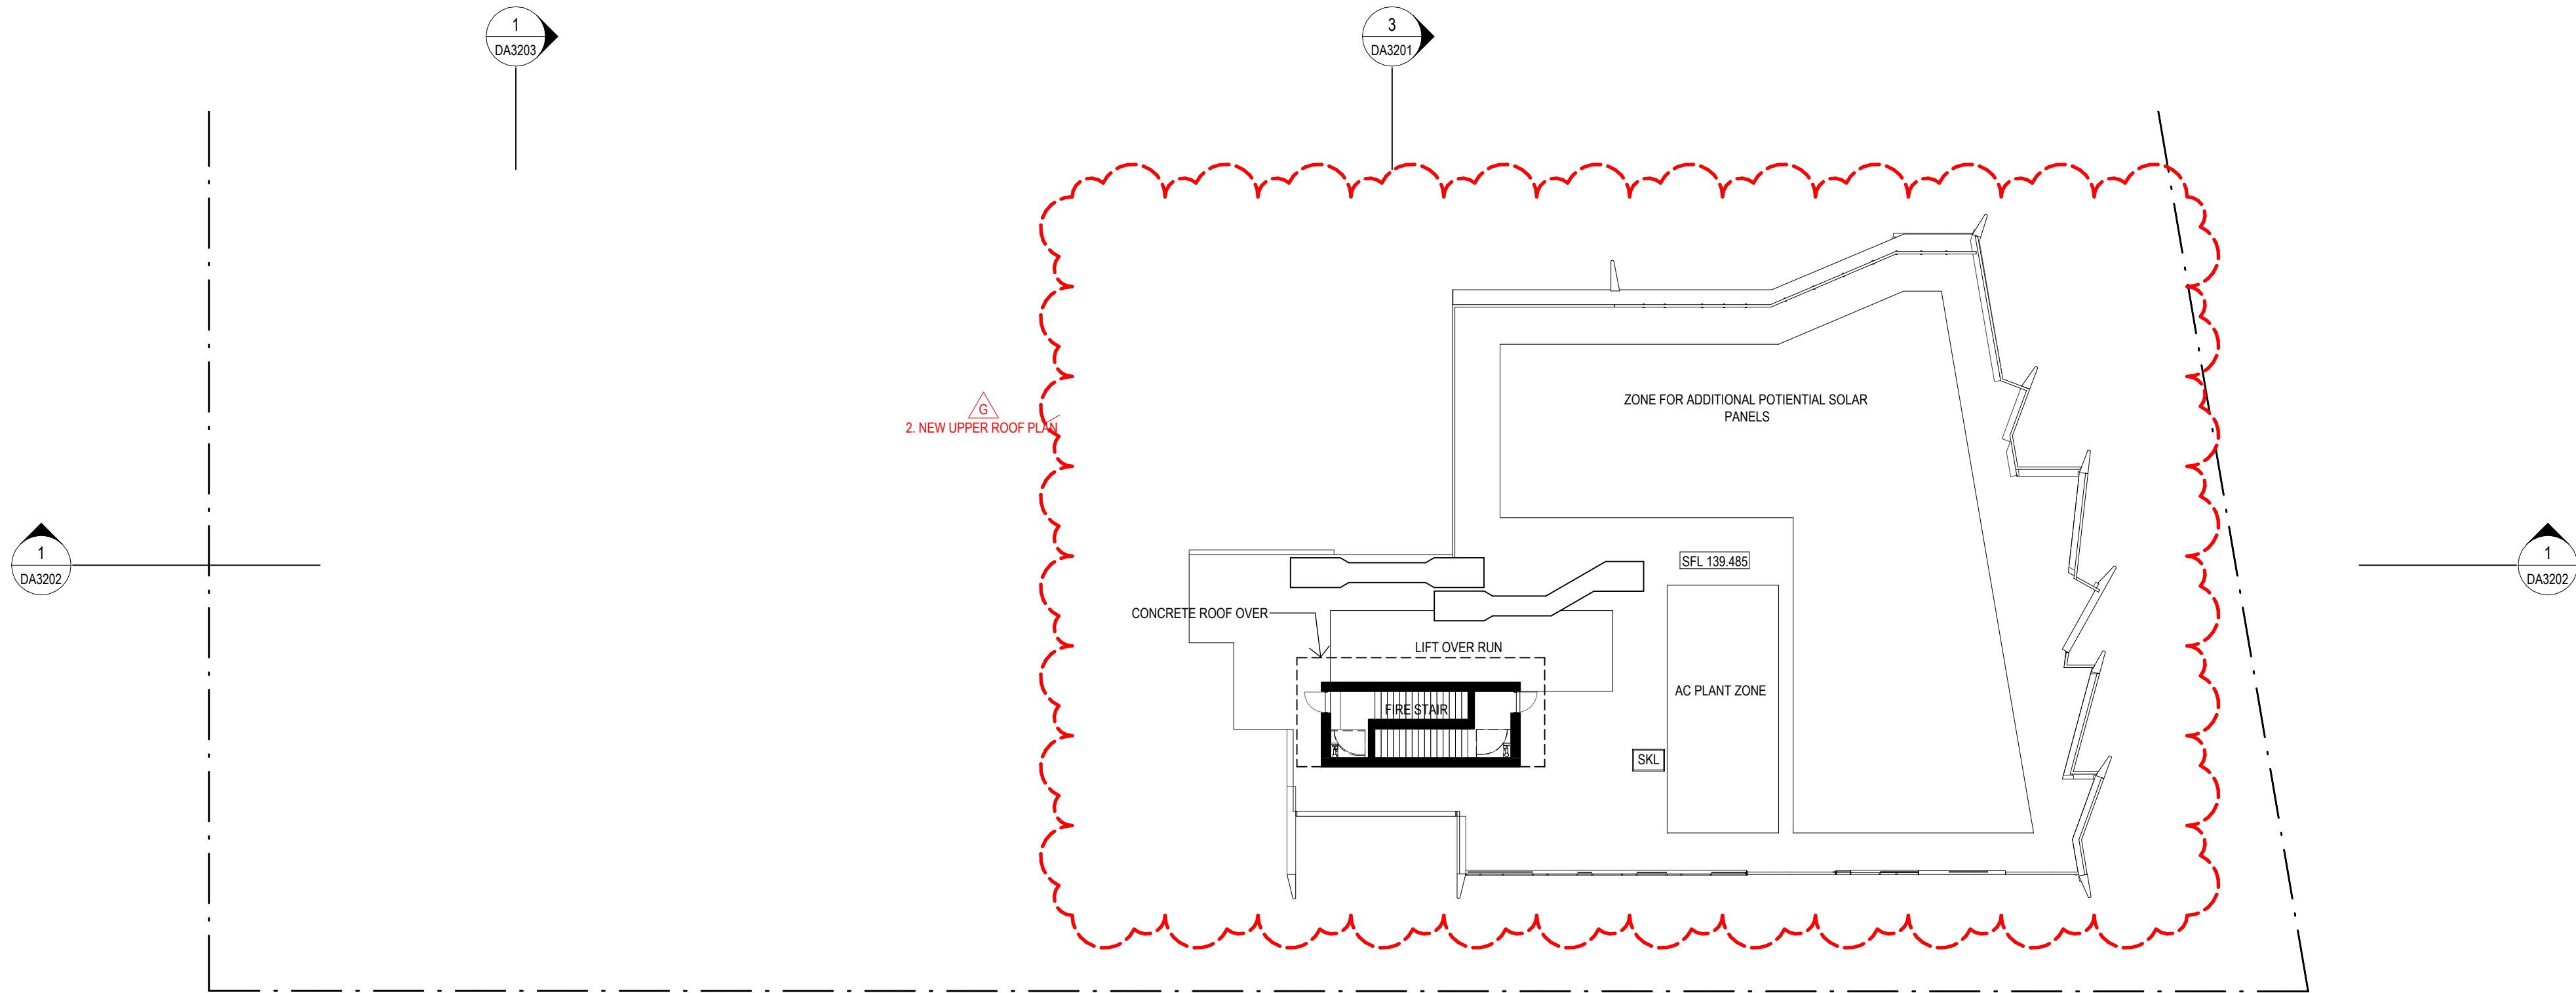 1
DA3203
3
DA3201
ZONE FOR ADDITIONAL POTIENTIAL SOLAR
PANELS
G
2. NEW UPPER ROOF PLAN
1
DA3202
SFL 139.485
1
DA3202
CONCRETE ROOF OVER
LIFT OVER RUN
AC PLANT ZONE
FIRE STAIR
SKL